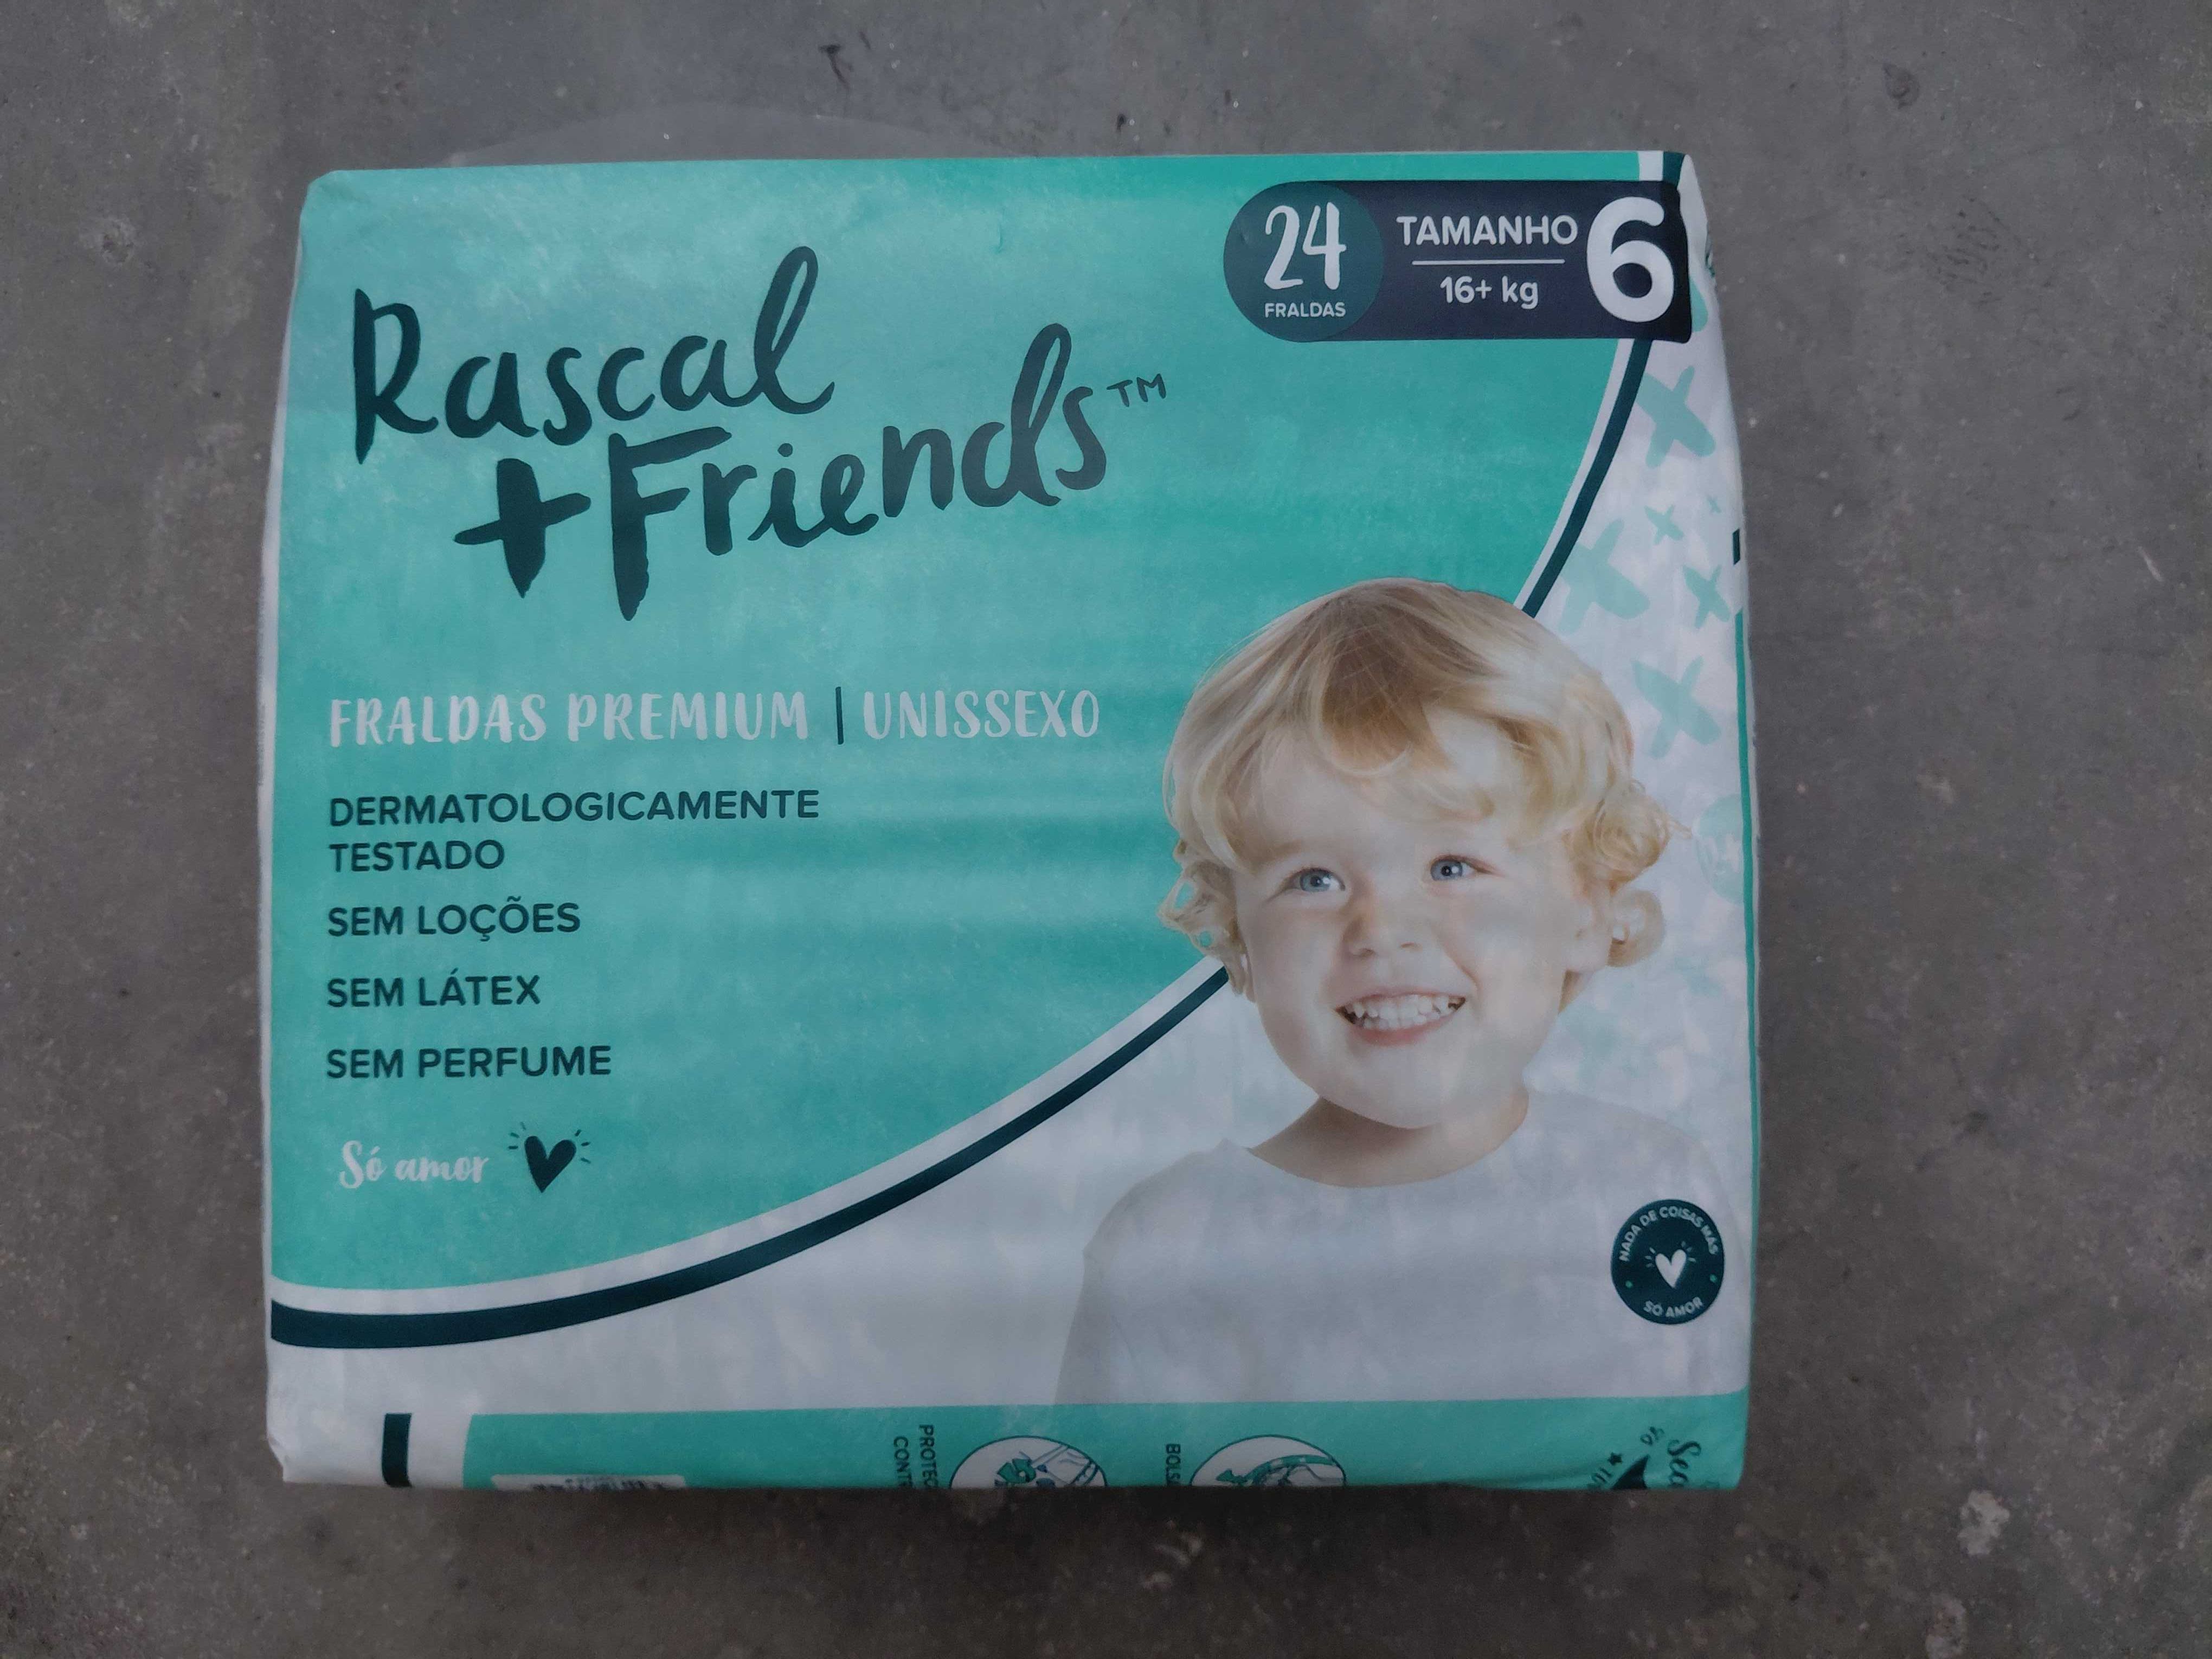 24
FRALDAS
TAMANHO
16+ kg
6
Rascal
+Friends™
FRALDAS PREMIUM | UNISSEXO
DERMATOLOGICAMENTE
TESTADO
SEM LOÇÕES
SEM LÁTEX
SEM PERFUME
Só amor
NADA DE COISAS MÁS
SÓ AMOR